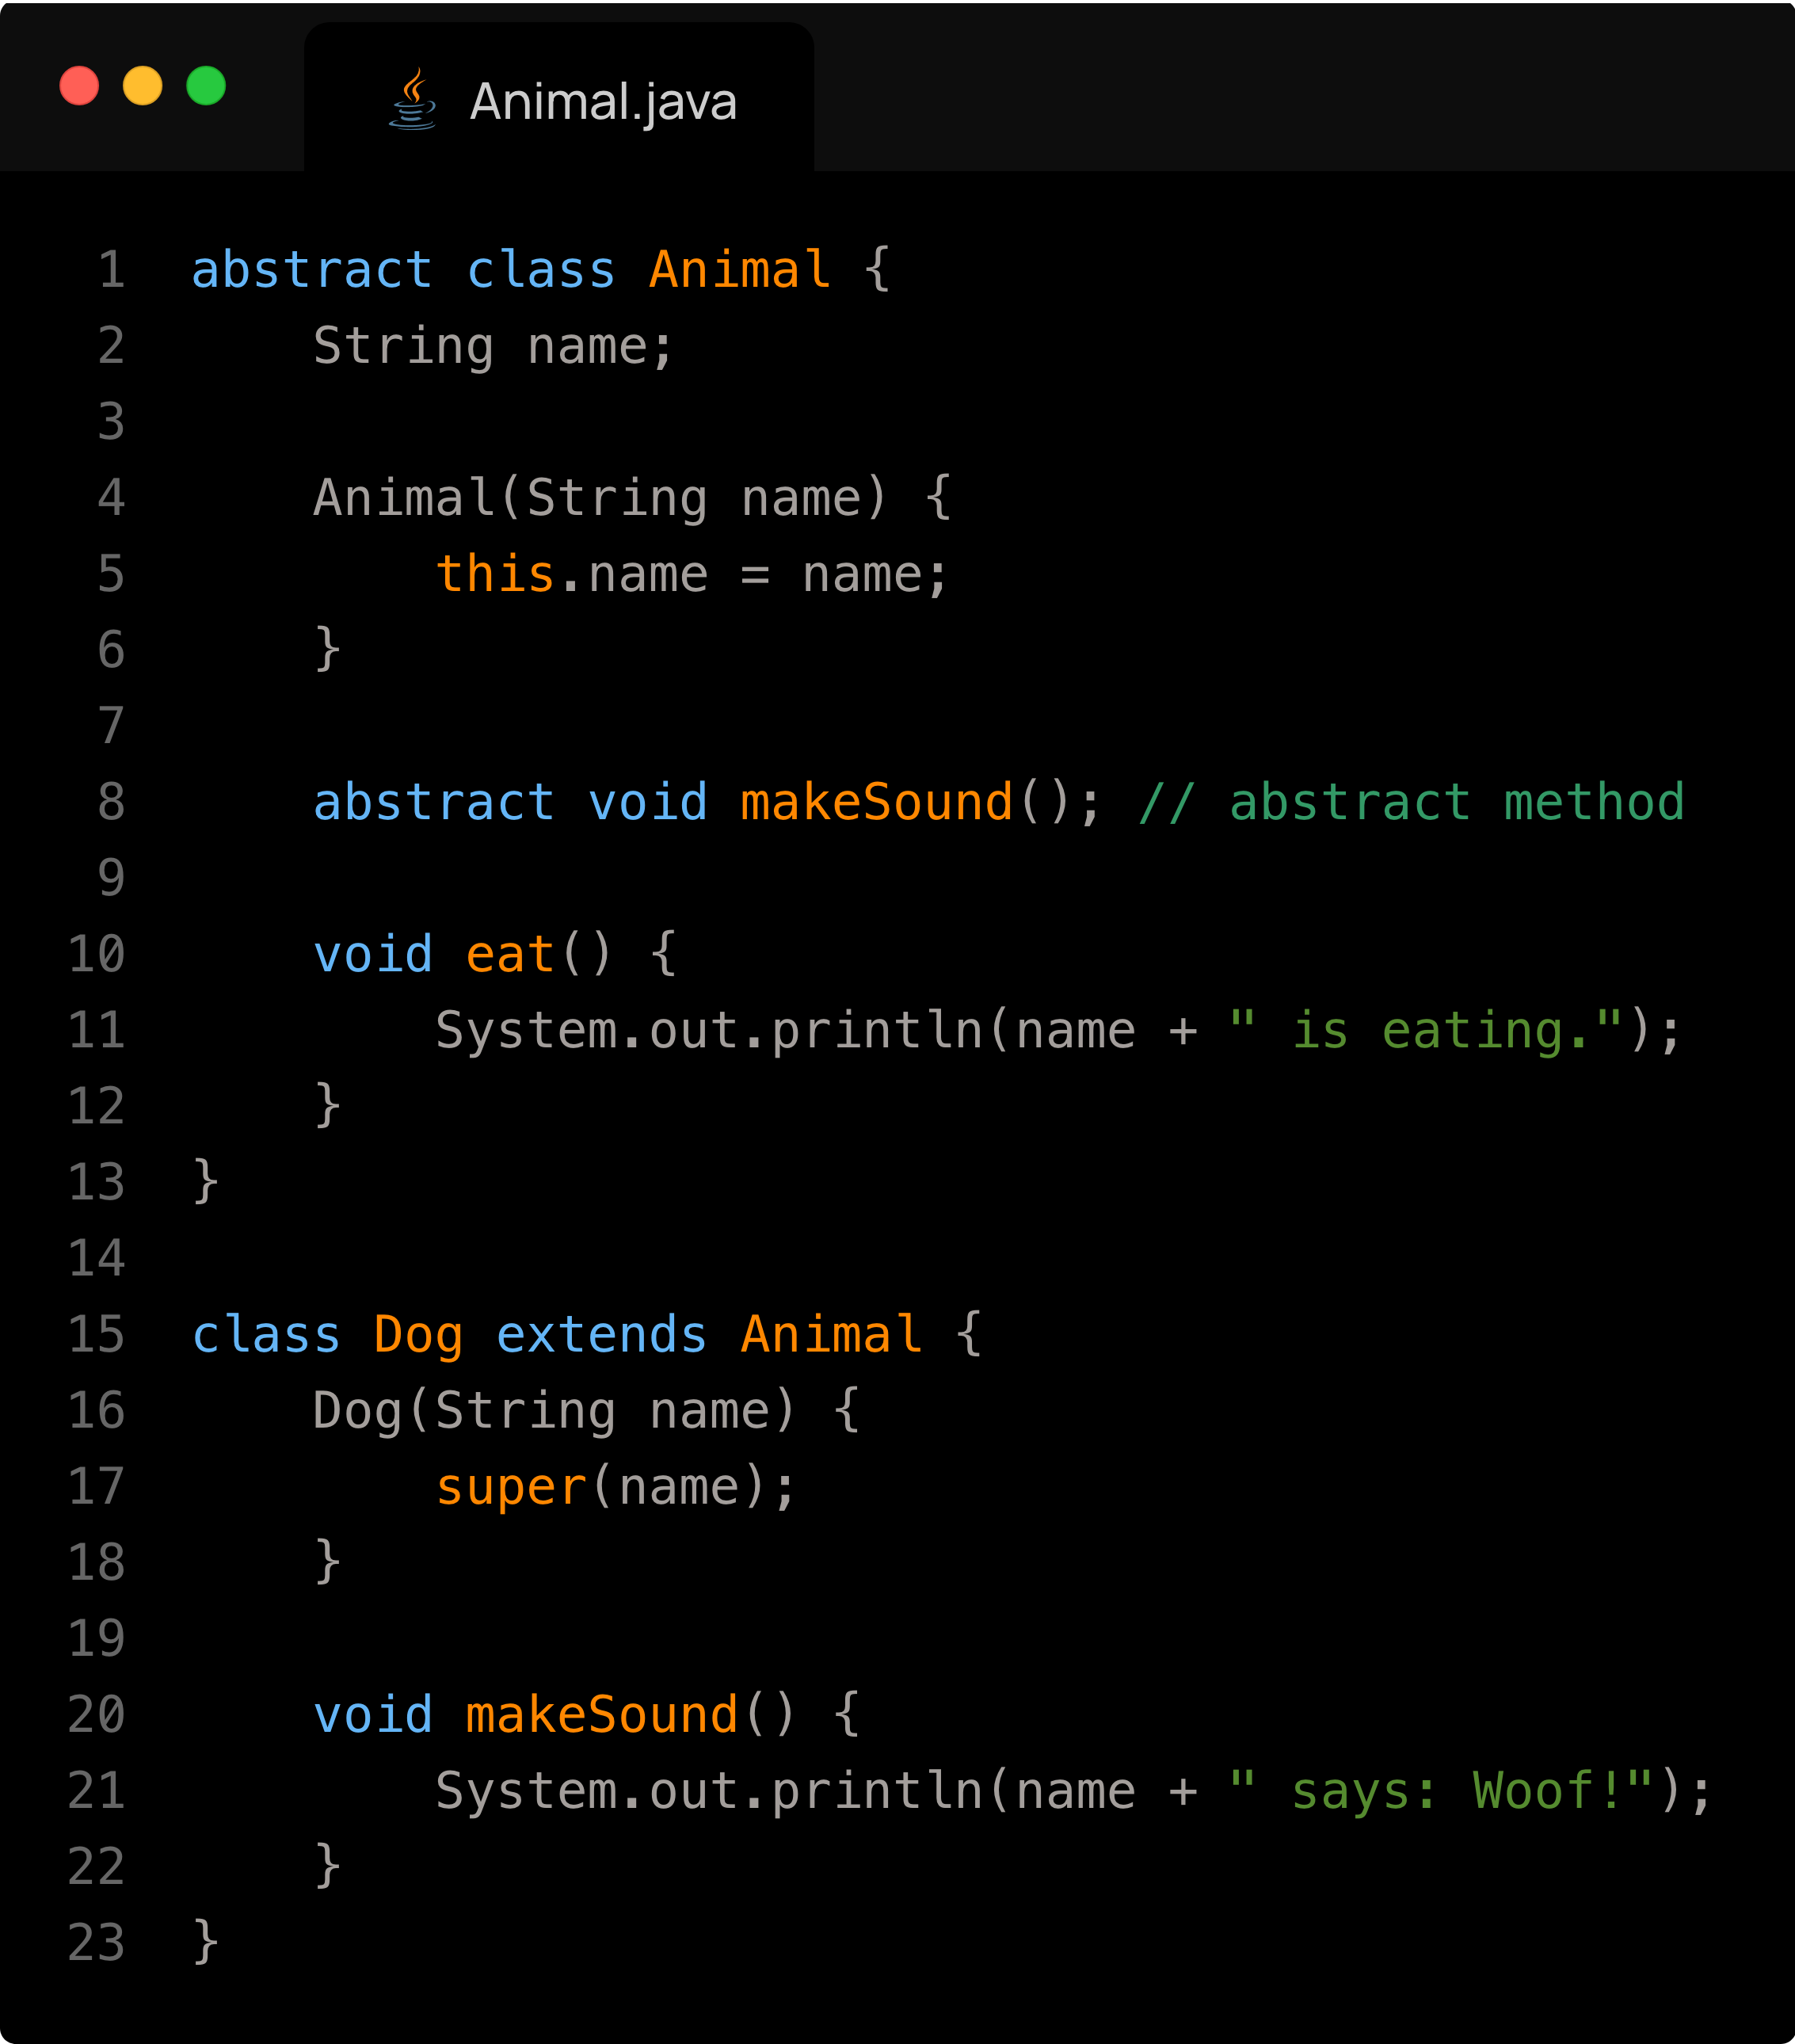 Animal.java
1 abstract class Animal {
2     String name;
3
4     Animal(String name) {
5         this.name = name;
6     }
7
8     abstract void makeSound(); // abstract method
9
10     void eat() {
11         System.out.println(name + " is eating.");
12     }
13 }
14
15 class Dog extends Animal {
16     Dog(String name) {
17         super(name);
18     }
19
20     void makeSound() {
21         System.out.println(name + " says: Woof!");
22     }
23 }